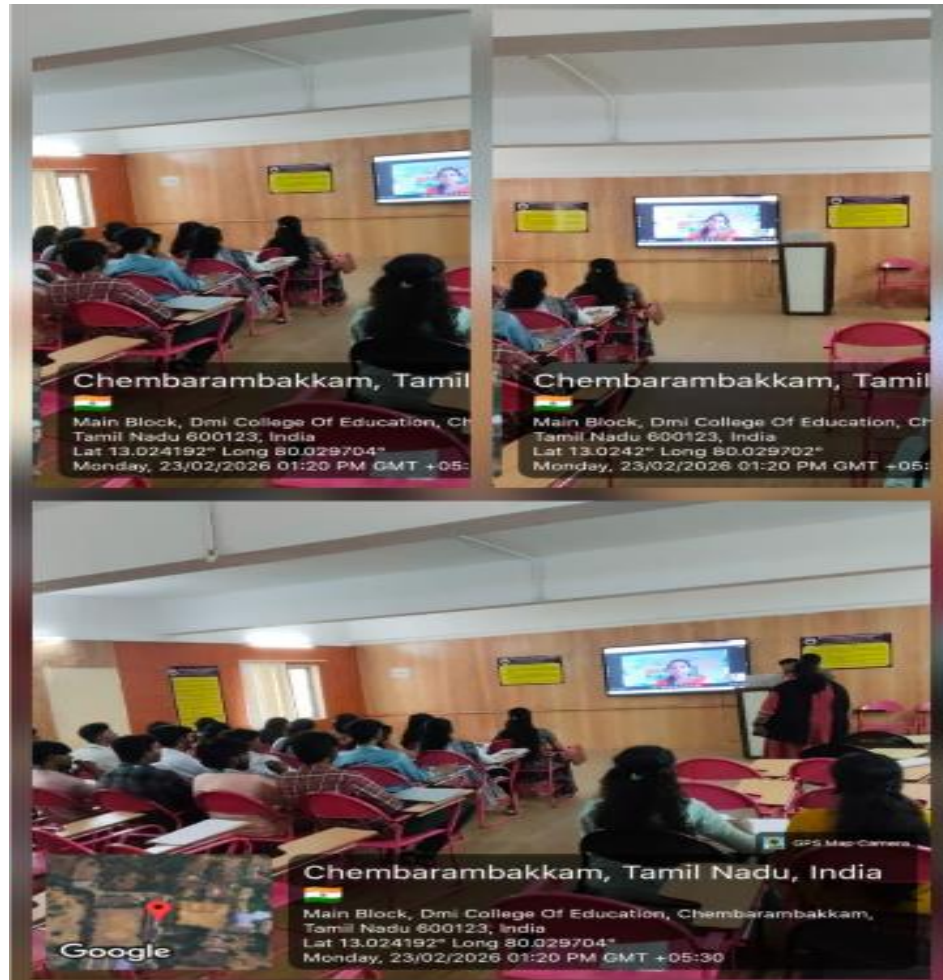 Chembarambakkam, Tamil
Main Block, Dmi College Of Education, Ch
Tamil Nadu 600123, India
Lat 13.024192° Long 80.029704°
Monday, 23/02/2026 01:20 PM GMT +05:
Chembarambakkam, Tamil
Main Block, Dmi College Of Education, Ch
Tamil Nadu 600123, India
Lat 13.0242° Long 80.029702°
Monday, 23/02/2026 01:20 PM GMT +05:
GPS Map Camera
Chembarambakkam, Tamil Nadu, India
Main Block, Dmi College Of Education, Chembarambakkam,
Tamil Nadu 600123, India
Lat 13.024192° Long 80.029704°
Monday, 23/02/2026 01:20 PM GMT +05:30
Google